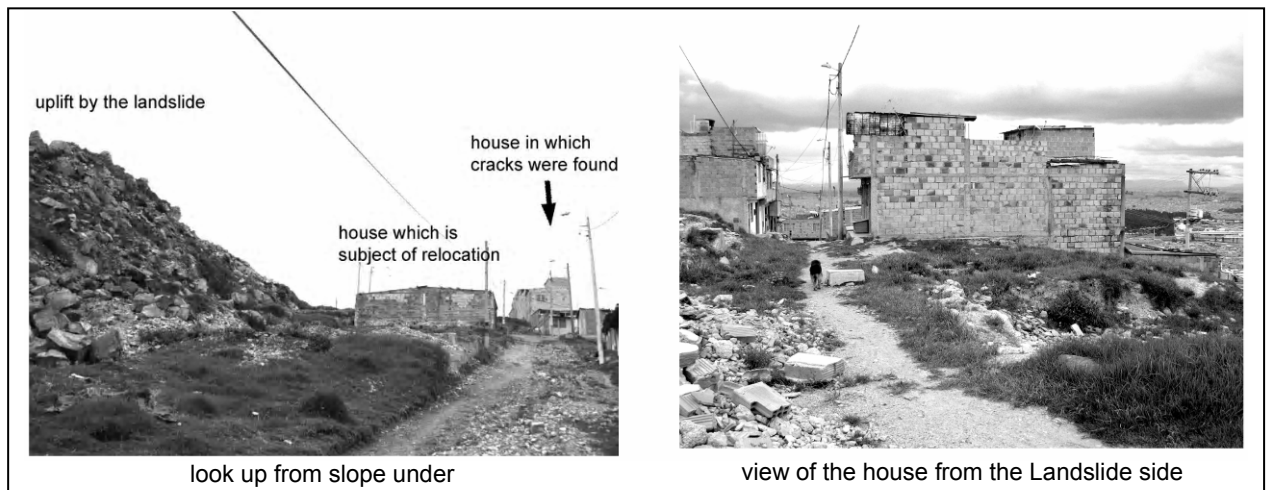 uplift by the landslide
house in which
cracks were found
house which is
subject of relocation
look up from slope under
view of the house from the Landslide side